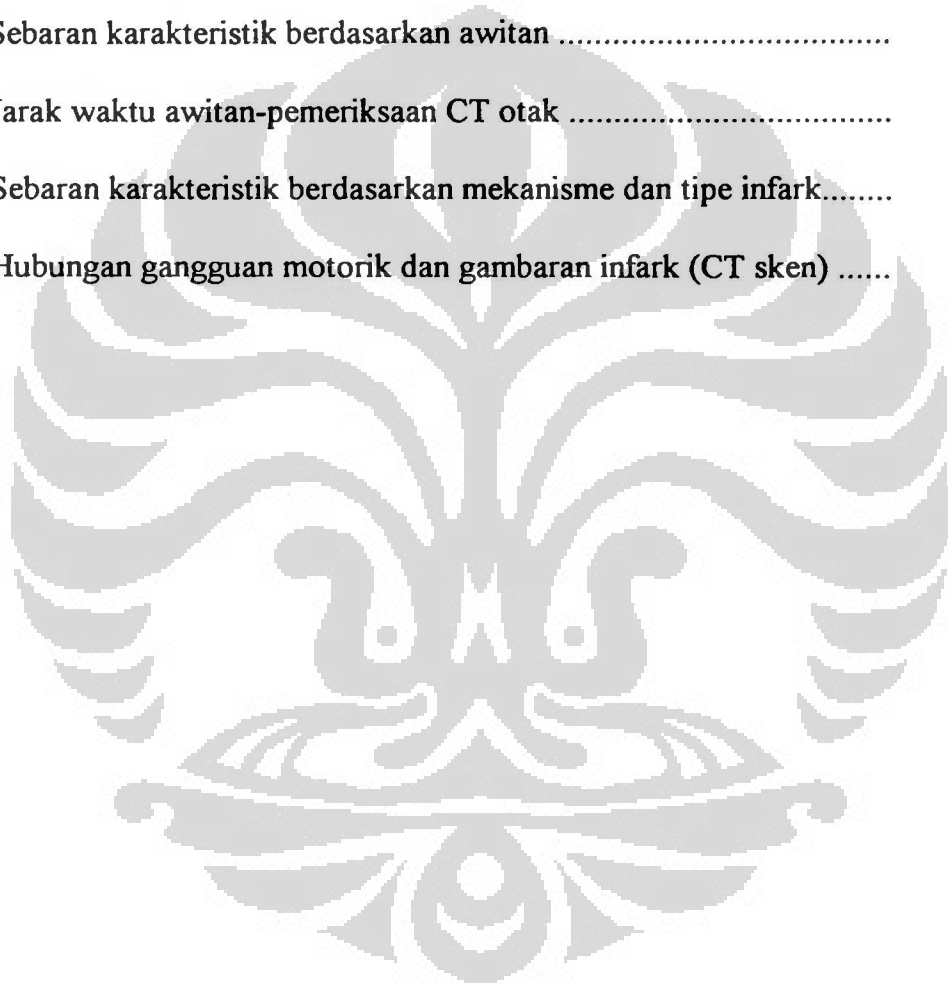 Sebaran karakteristik berdasarkan awitan ....................................
Jarak waktu awitan-pemeriksaan CT otak ...................................
Sebaran karakteristik berdasarkan mekanisme dan tipe infark........
Hubungan gangguan motorik dan gambaran infark (CT sken) ......